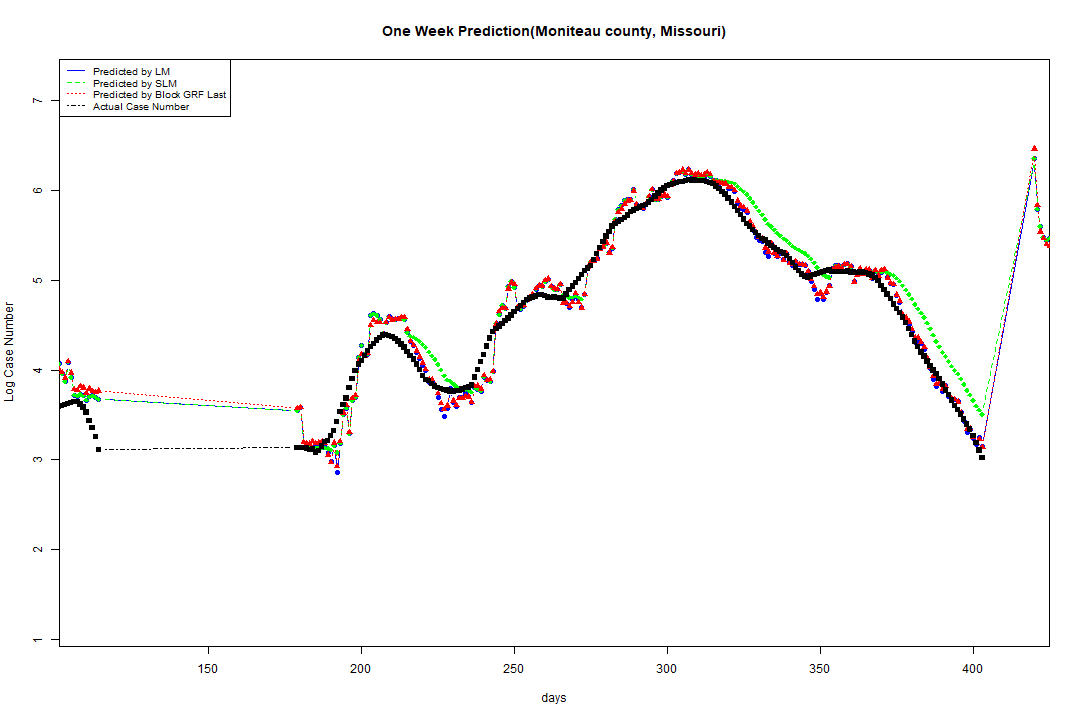 One Week Prediction(Moniteau county, Missouri)
Predicted by LM
Predicted by SLM
Predicted by Block GRF Last
Actual Case Number
7
6
5
4
3
2
1
Log Case Number
150 200 250 300 350 400
days